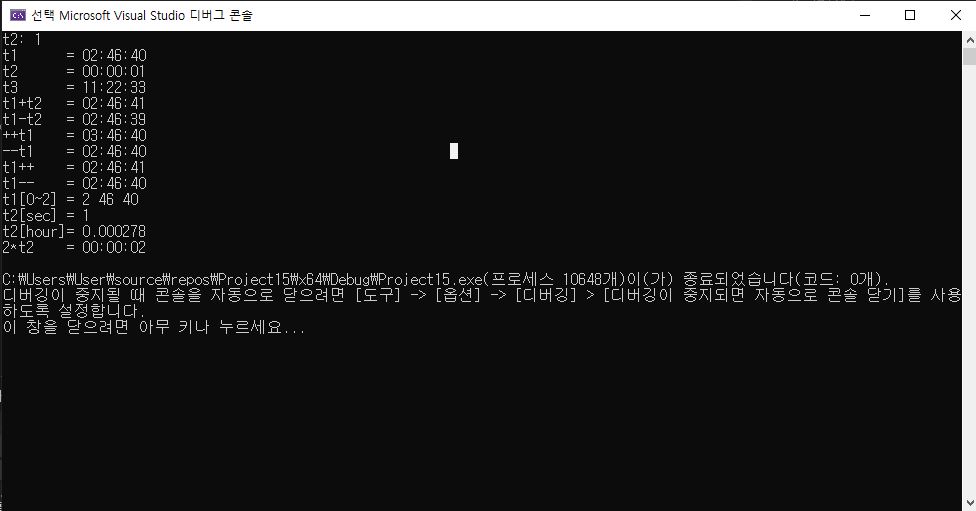 선택 Microsoft Visual Studio 디버그 콘솔
t2: 1
t1      = 02:46:40
t2      = 00:00:01
t3      = 11:22:33
t1+t2   = 02:46:41
t1-t2   = 02:46:39
++t1    = 03:46:40
--t1    = 02:46:40
t1++    = 02:46:41
t1--    = 02:46:40
t1[0~2] = 2 46 40
t2[sec] = 1
t2[hour]= 0.000278
2*t2    = 00:00:02
C:₩Users₩User₩source₩repos₩Project15₩x64₩Debug₩Project15.exe(프로세스 10648개)이(가) 종료되었습니다(코드: 0개).
디버깅이 중지될 때 콘솔을 자동으로 닫으려면 [도구] -> [옵션] -> [디버깅] > [디버깅이 중지되면 자동으로 콘솔 닫기]를 사용
하도록 설정합니다.
이 창을 닫으려면 아무 키나 누르세요...